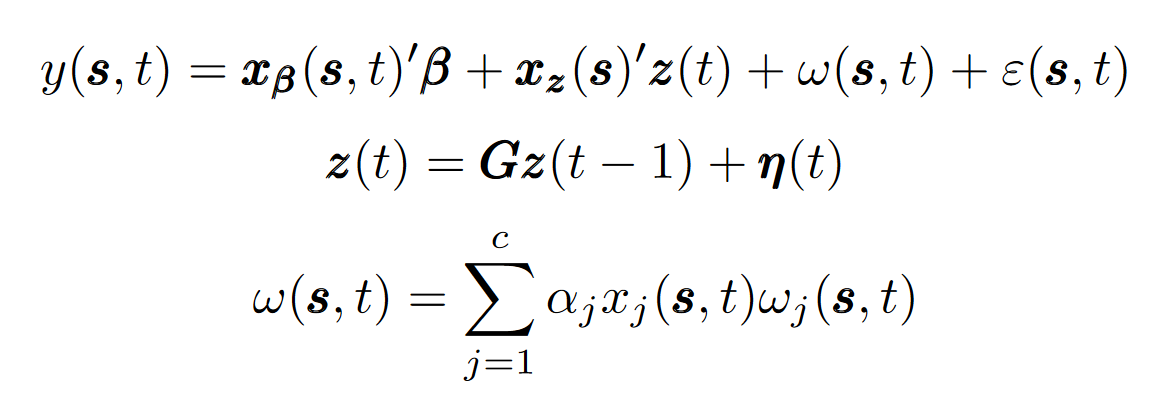 y(s, t) = x_β(s, t)′β + x_z(s)′z(t) + ω(s, t) + ε(s, t)
z(t) = Gz(t − 1) + η(t)
ω(s, t) = ∑_{j=1}^{c} α_j x_j(s, t)ω_j(s, t)